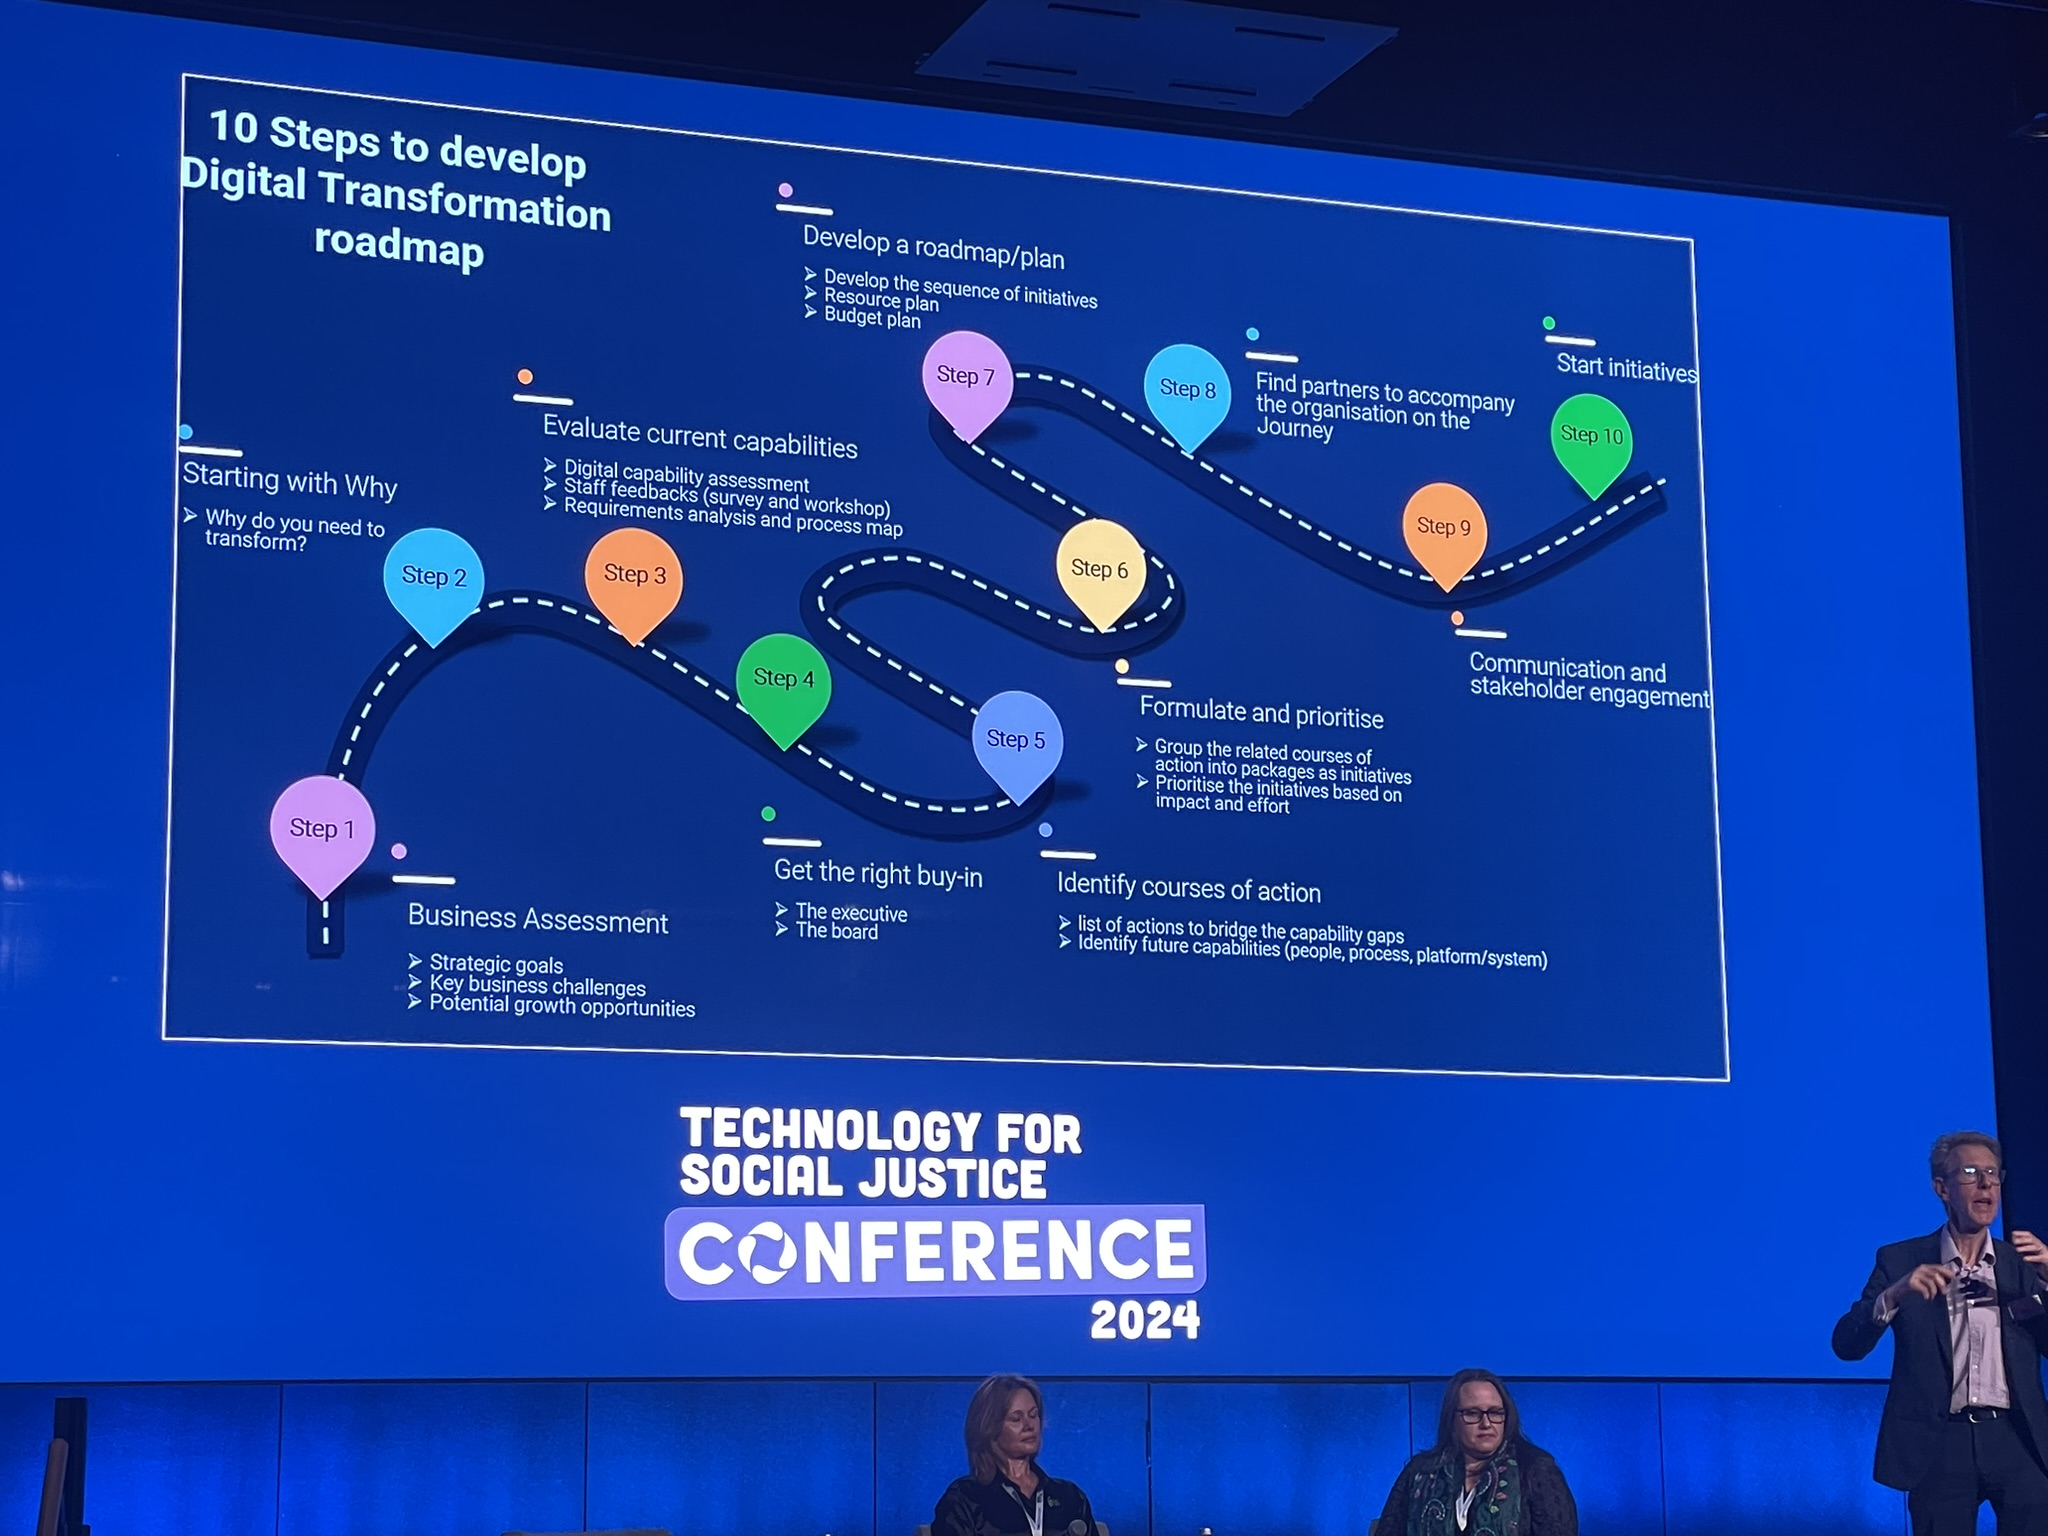 10 Steps to develop
Digital Transformation
roadmap
Step 1
Business Assessment
Strategic goals
Key business challenges
Potential growth opportunities
Step 2
Starting with Why
Why do you need to
transform?
Step 3
Evaluate current capabilities
Digital capability assessment
Staff feedbacks (survey and workshop)
Requirements analysis and process map
Step 4
Get the right buy-in
The executive
The board
Step 5
Identify courses of action
list of actions to bridge the capability gaps
Identify future capabilities (people, process, platform/system)
Step 6
Formulate and prioritise
Group the related courses of
action into packages as initiatives
Prioritise the initiatives based on
impact and effort
Step 7
Develop a roadmap/plan
Develop the sequence of initiatives
Resource plan
Budget plan
Step 8
Find partners to accompany
the organisation on the
Journey
Step 9
Communication and
stakeholder engagement
Step 10
Start initiatives
TECHNOLOGY FOR
SOCIAL JUSTICE
CONFERENCE
2024